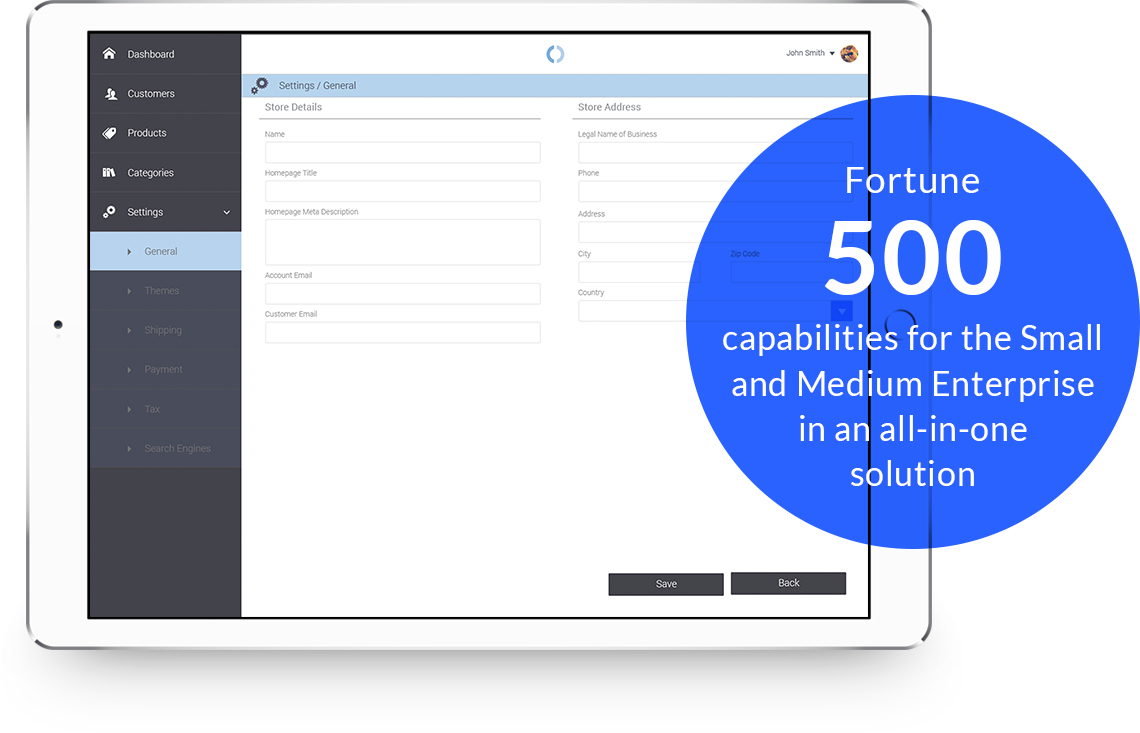 Dashboard
Customers
Products
Categories
Settings
General
Themes
Shipping
Payment
Tax
Search Engines
John Smith
Settings / General
Store Details
Name
Homepage Title
Homepage Meta Description
Account Email
Customer Email
Store Address
Legal Name of Business
Phone
Address
City
Zip Code
Country
Save
Back
Fortune
500
capabilities for the Small
and Medium Enterprise
in an all-in-one
solution